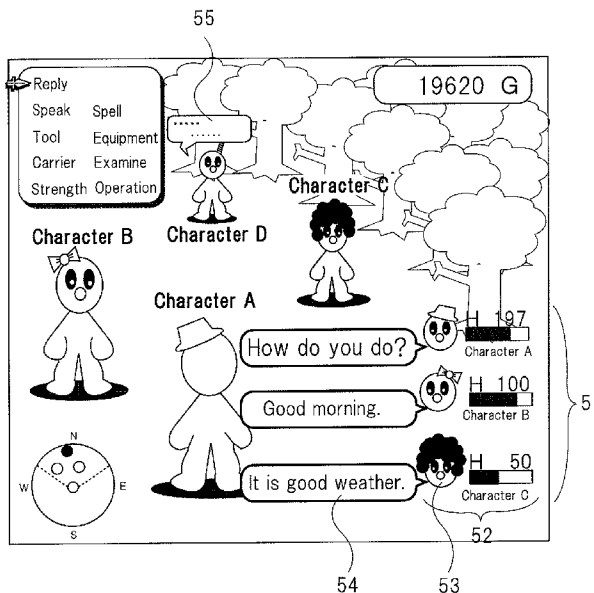 55
Reply
Speak Spell
Tool Equipment
Carrier Examine
Strength Operation
19620 G
.....
......
Character C
Character D
Character B
Character A
How do you do?
H 197
Character A
Good morning.
H 100
Character B
5
It is good weather.
H 50
Character C
N
W E
S
52
54
53